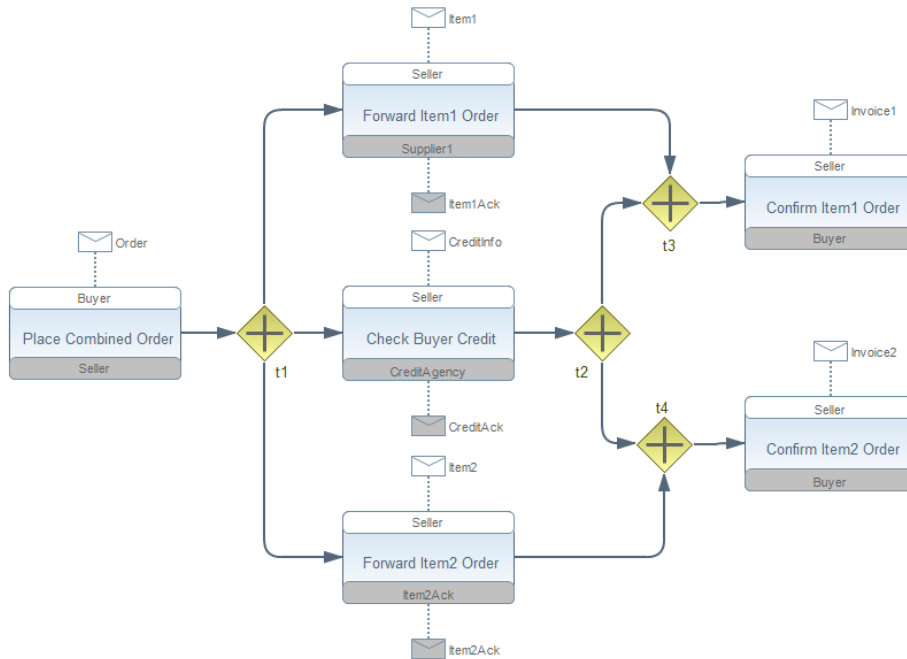 Item1
Seller
Forward Item1 Order
Supplier1
Item1Ack
Order
Buyer
Place Combined Order
Seller
t1
CreditInfo
Seller
Check Buyer Credit
CreditAgency
CreditAck
t2
Item2
Seller
Forward Item2 Order
Item2Ack
Item2Ack
t3
Invoice1
Seller
Confirm Item1 Order
Buyer
t4
Invoice2
Seller
Confirm Item2 Order
Buyer